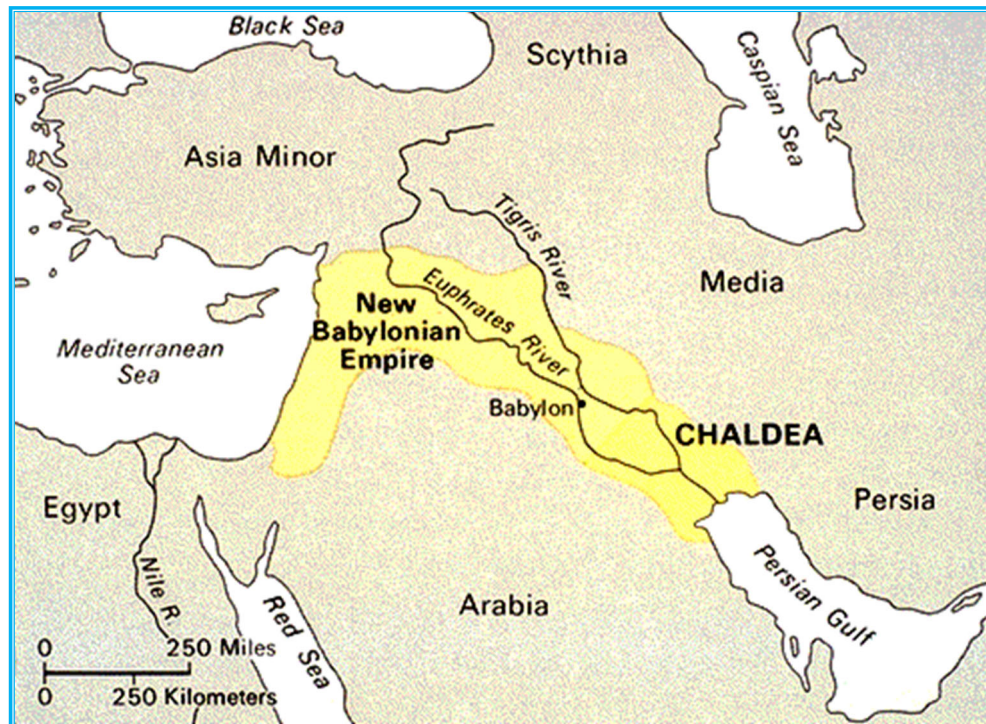 Black Sea
Scythia
Caspian Sea
Asia Minor
Tigris River
Media
Euphrates River
New
Babylonian
Empire
Mediterranean
Sea
Babylon
CHALDEA
Egypt
Persia
Nile R.
Red Sea
Arabia
Persian Gulf
0 250 Miles
0 250 Kilometers